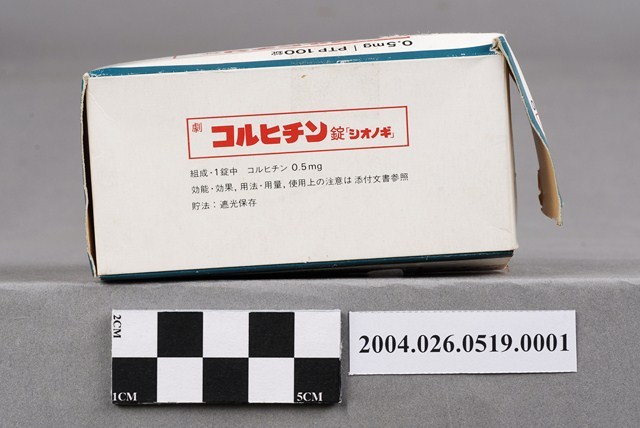 0.5mg | PTP 100錠
劇 コルヒチン錠「シオノギ」
組成・1錠中 コルヒチン 0.5mg
効能・効果, 用法・用量, 使用上の注意は 添付文書参照
貯法：遮光保存
2CM
1CM 5CM
2004.026.0519.0001